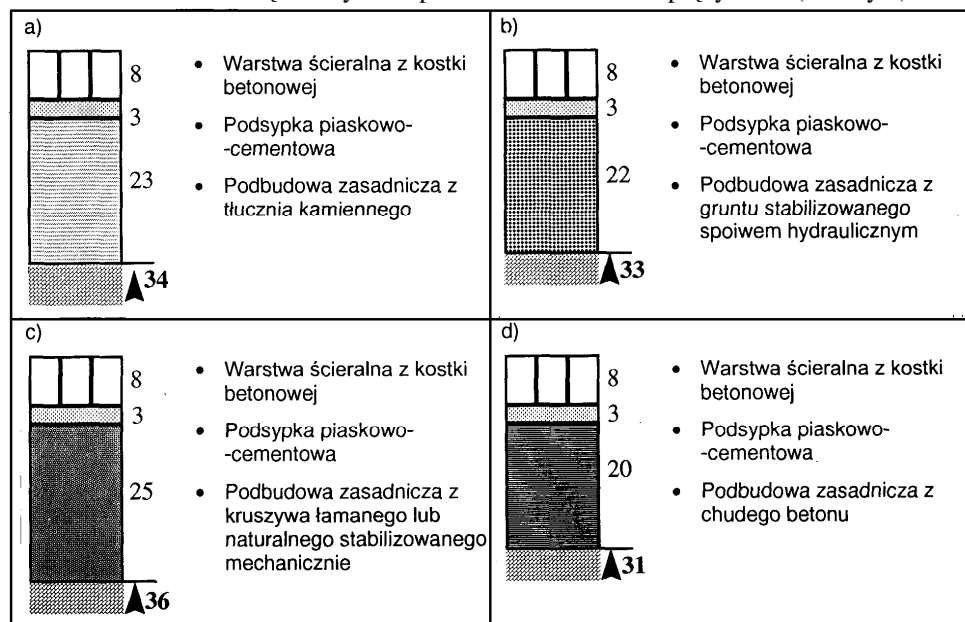 a)
8
3
23
34
• Warstwa ścieralna z kostki
betonowej
• Podsypka piaskowo-
-cementowa
• Podbudowa zasadnicza z
tłucznia kamiennego
b)
8
3
22
33
• Warstwa ścieralna z kostki
betonowej
• Podsypka piaskowo-
-cementowa
• Podbudowa zasadnicza z
gruntu stabilizowanego
spoiwem hydraulicznym
c)
8
3
25
36
• Warstwa ścieralna z kostki
betonowej
• Podsypka piaskowo-
-cementowa
• Podbudowa zasadnicza z
kruszywa łamanego lub
naturalnego stabilizowanego
mechanicznie
d)
8
3
20
31
• Warstwa ścieralna z kostki
betonowej
• Podsypka piaskowo-
-cementowa
• Podbudowa zasadnicza z
chudego betonu